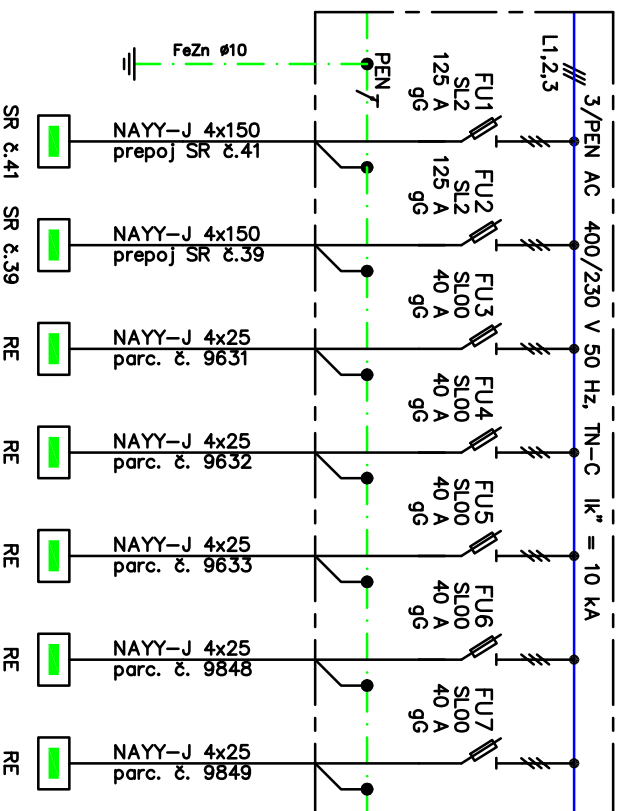 3/PEN AC 400/230 V 50 Hz, TN-C Ik" = 10 kA
L1,2,3
PEN
FeZn ø10
FU1
SL2
125 A
gG
FU2
SL2
125 A
gG
FU3
SL00
40 A
gG
FU4
SL00
40 A
gG
FU5
SL00
40 A
gG
FU6
SL00
40 A
gG
FU7
SL00
40 A
gG
NAYY-J 4x150
prepoj SR č.41
NAYY-J 4x150
prepoj SR č.39
NAYY-J 4x25
parc. č. 9631
NAYY-J 4x25
parc. č. 9632
NAYY-J 4x25
parc. č. 9633
NAYY-J 4x25
parc. č. 9848
NAYY-J 4x25
parc. č. 9849
SR č.41
SR č.39
RE
RE
RE
RE
RE